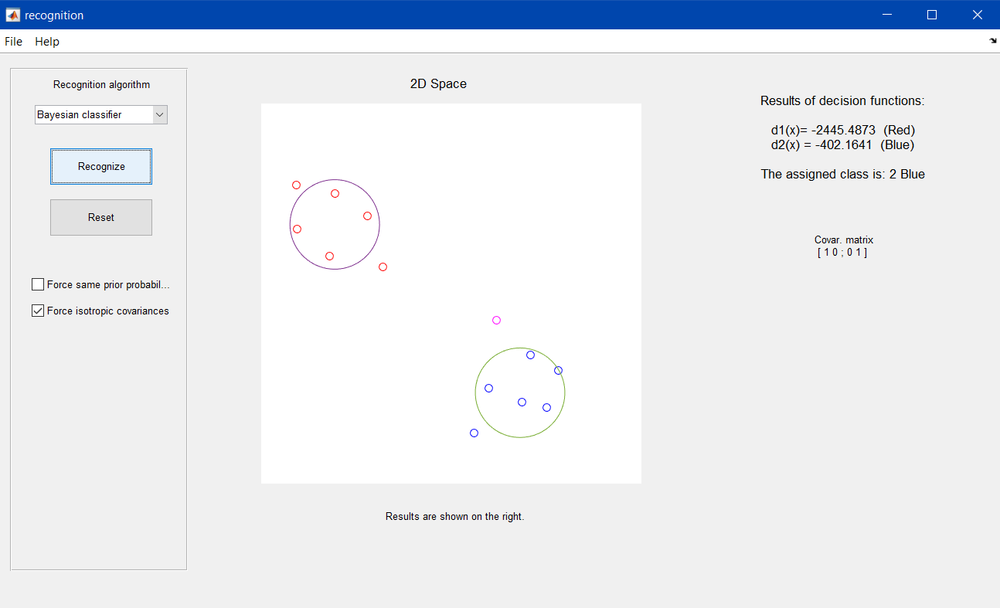 recognition
File Help
Recognition algorithm
Bayesian classifier
Recognize
Reset
Force same prior probabil...
Force isotropic covariances
2D Space
Results are shown on the right.
Results of decision functions:
d1(x)= -2445.4873 (Red)
d2(x) = -402.1641 (Blue)
The assigned class is: 2 Blue
Covar. matrix
[ 1 0 ; 0 1 ]